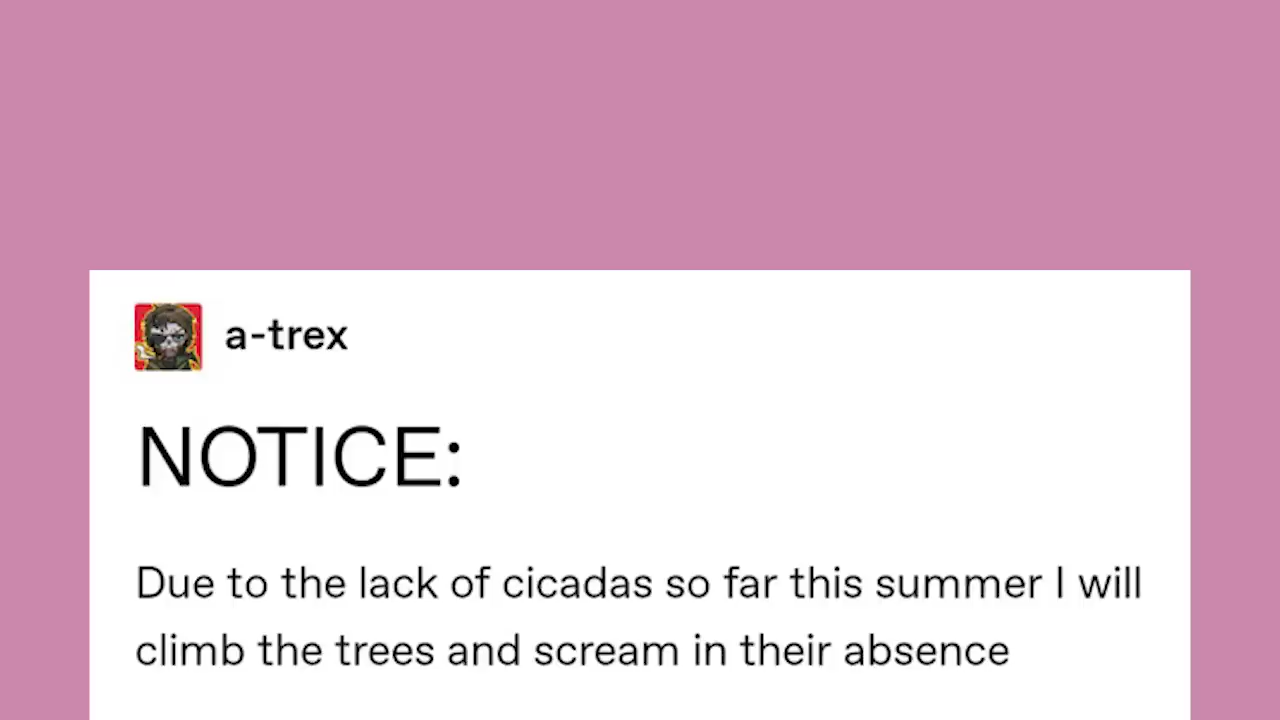 a-trex
NOTICE:
Due to the lack of cicadas so far this summer I will
climb the trees and scream in their absence